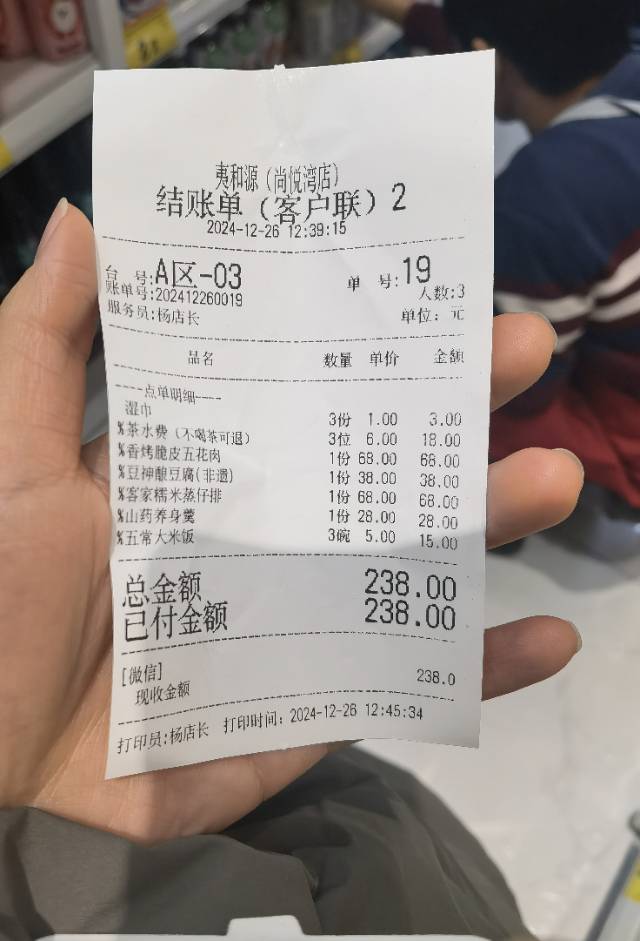 夷和源（尚悦湾店）
结账单（客户联）2
2024-12-26 12:39:15
台 号:A区-03 单 号:19
账单号:202412260019 人数:3
服务员:杨店长 单位：元
品名 数量 单价 金额
-----点单明细----
湿巾 3份 1.00 3.00
%茶水费（不喝茶可退） 3位 6.00 18.00
%香烤脆皮五花肉 1份 68.00 68.00
%豆神酿豆腐(非遗) 1份 38.00 38.00
%客家糯米蒸仔排 1份 68.00 68.00
%山药养身羹 1份 28.00 28.00
%五常大米饭 3碗 5.00 15.00
总金额 238.00
已付金额 238.00
[微信]
现收金额 238.0
打印员:杨店长 打印时间：2024-12-26 12:45:34